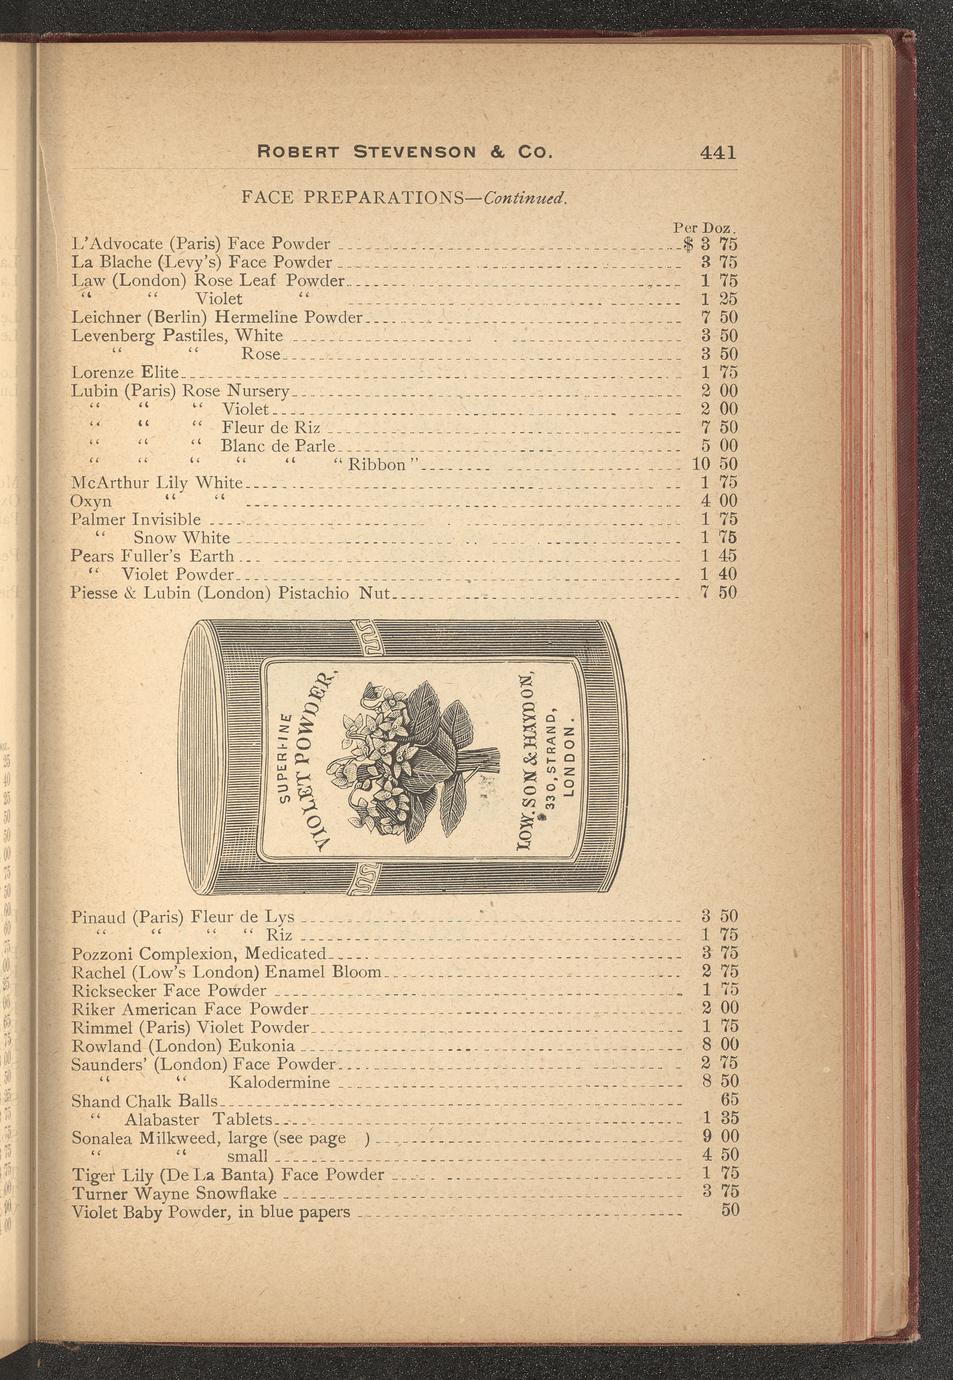 ROBERT STEVENSON & CO. 441
FACE PREPARATIONS—Continued.
Per Doz.
L'Advocate (Paris) Face Powder $ 3 75
La Blache (Levy's) Face Powder 3 75
Law (London) Rose Leaf Powder 1 75
" " Violet " 1 25
Leichner (Berlin) Hermeline Powder 7 50
Levenberg Pastiles, White 3 50
" " Rose 3 50
Lorenze Elite 1 75
Lubin (Paris) Rose Nursery 2 00
" " " Violet 2 00
" " " Fleur de Riz 7 50
" " " Blanc de Parle 5 00
" " " " " "Ribbon" 10 50
McArthur Lily White 1 75
Oxyn " " 4 00
Palmer Invisible 1 75
" Snow White 1 75
Pears Fuller's Earth 1 45
" Violet Powder 1 40
Piesse & Lubin (London) Pistachio Nut 7 50
SUPERFINE
VIOLET POWDER,
LOW, SON & HAYDON,
330, STRAND,
LONDON.
Pinaud (Paris) Fleur de Lys 3 50
" " " " Riz 1 75
Pozzoni Complexion, Medicated 3 75
Rachel (Low's London) Enamel Bloom 2 75
Ricksecker Face Powder 1 75
Riker American Face Powder 2 00
Rimmel (Paris) Violet Powder 1 75
Rowland (London) Eukonia 8 00
Saunders' (London) Face Powder 2 75
" " Kalodermine 8 50
Shand Chalk Balls 65
" Alabaster Tablets 1 35
Sonalea Milkweed, large (see page ) 9 00
" " small 4 50
Tiger Lily (De La Banta) Face Powder 1 75
Turner Wayne Snowflake 3 75
Violet Baby Powder, in blue papers 50